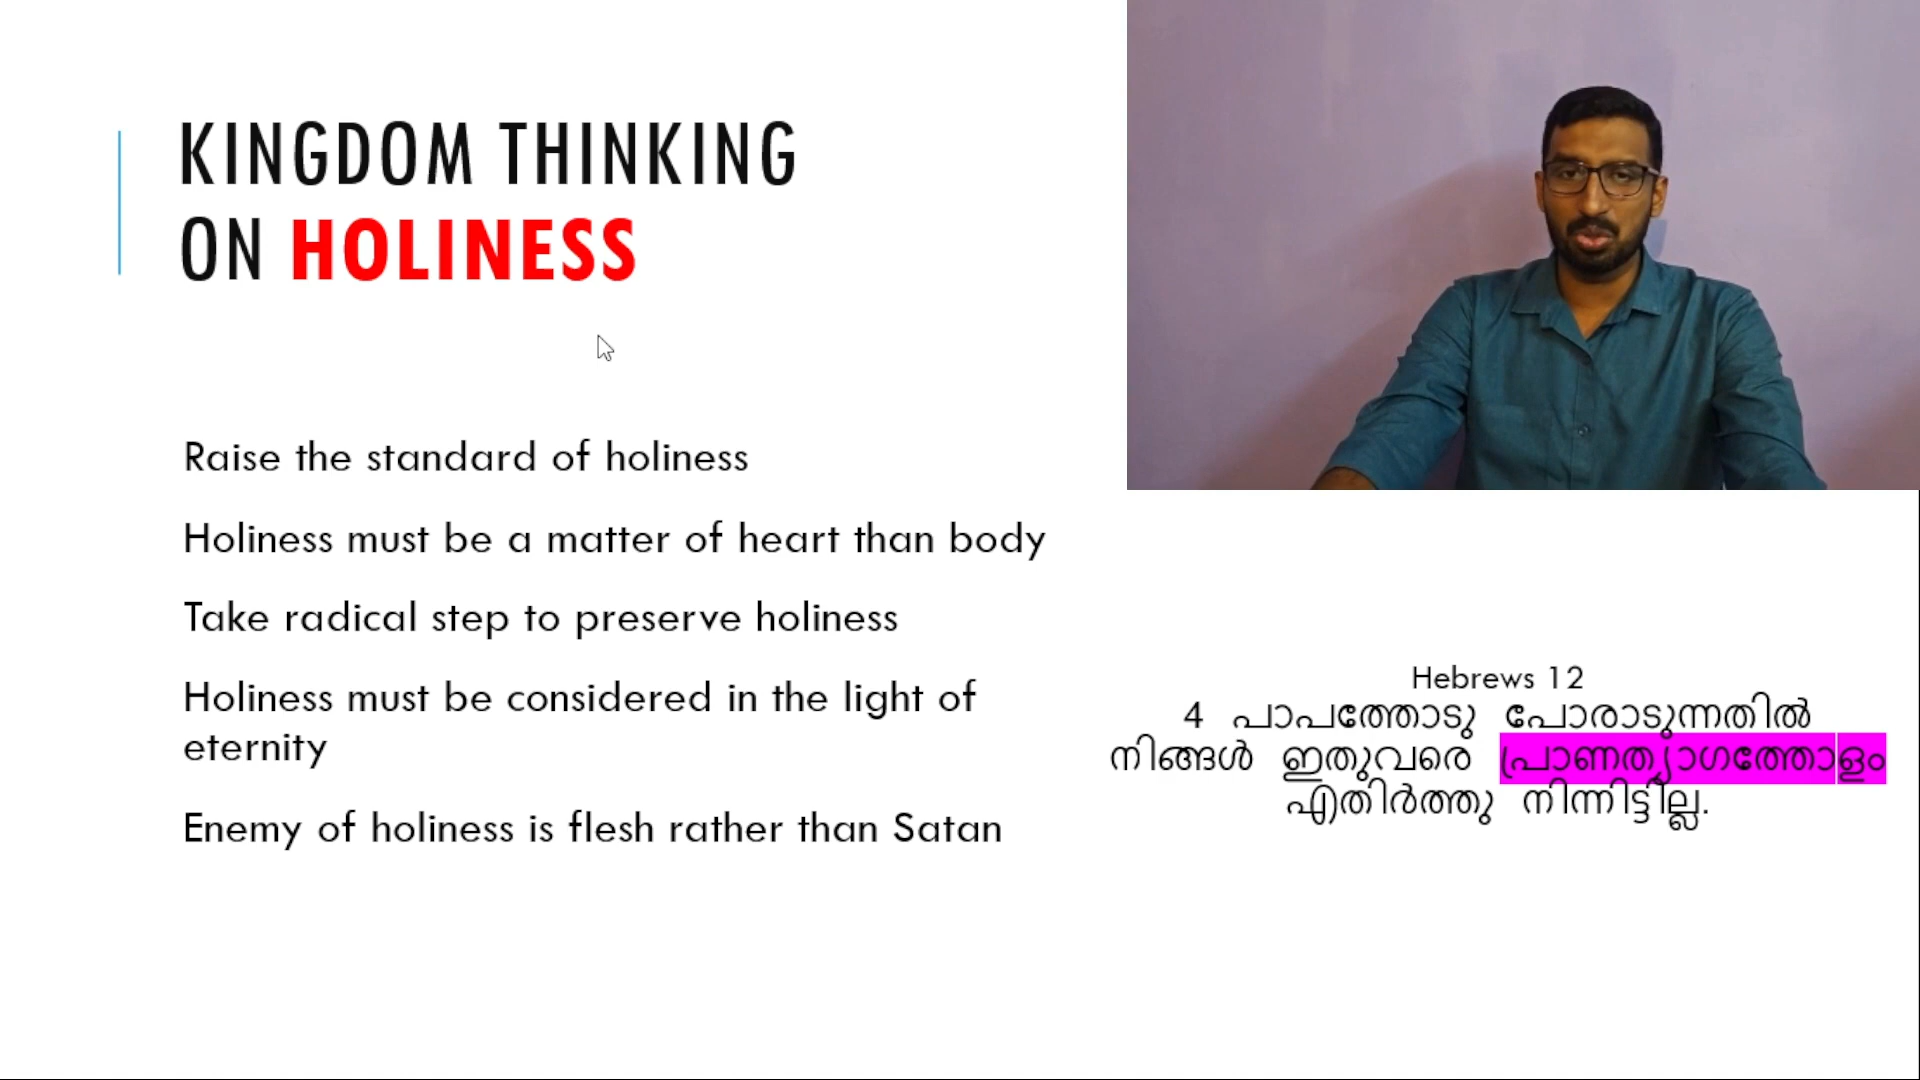 KINGDOM THINKING
ON HOLINESS
Raise the standard of holiness
Holiness must be a matter of heart than body
Take radical step to preserve holiness
Holiness must be considered in the light of
eternity
Enemy of holiness is flesh rather than Satan
Hebrews 12
4 പാപത്തോടു പോരാടുന്നതിൽ
നിങ്ങൾ ഇതുവരെ പ്രാണത്യാഗത്തോളം
എതിർത്തു നിന്നിട്ടില്ല.